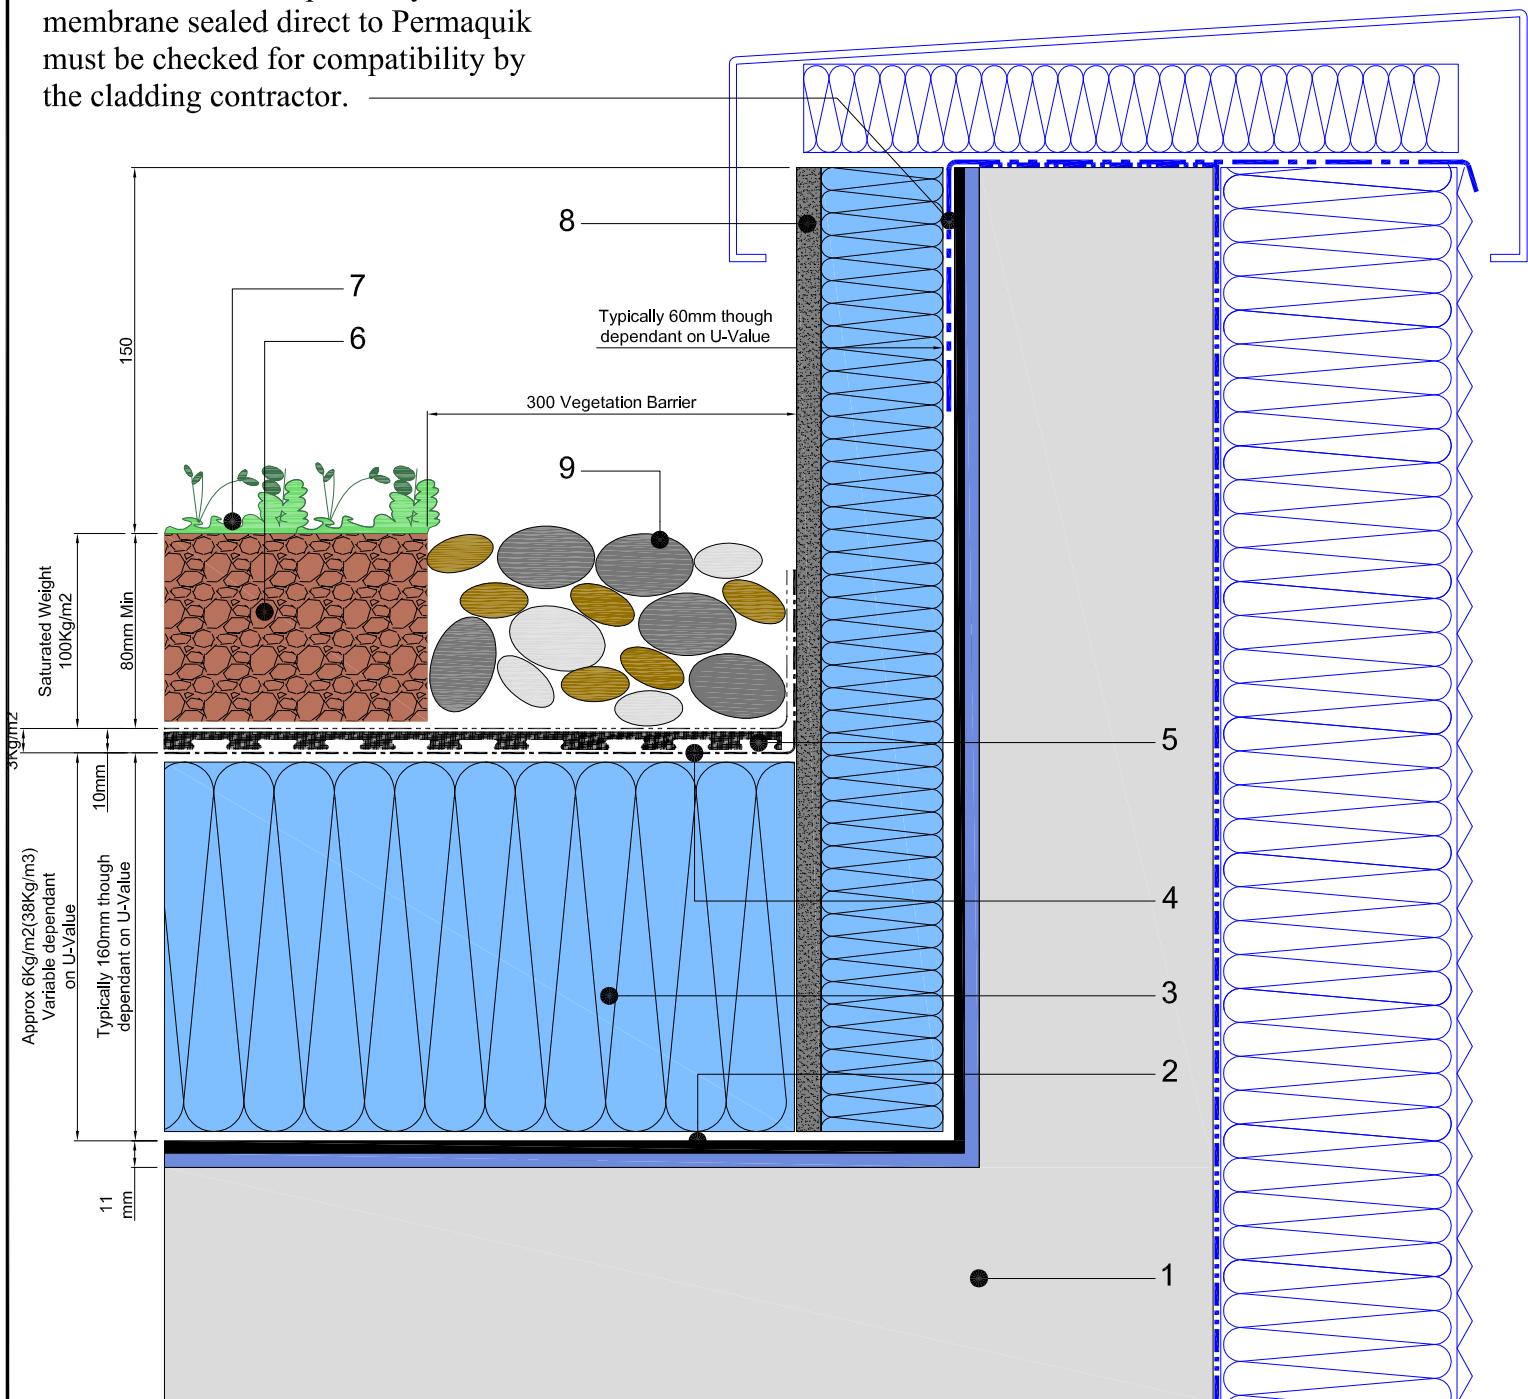 membrane sealed direct to Permaquik
must be checked for compatibility by
the cladding contractor.
8
7
6
Typically 60mm though
dependant on U-Value
150
300 Vegetation Barrier
9
Saturated Weight
100Kg/m2
80mm Min
3Kg/m2
10mm
5
Approx 6Kg/m2(38Kg/m3)
Variable dependant
on U-Value
Typically 160mm though
dependant on U-Value
4
3
2
11
mm
1